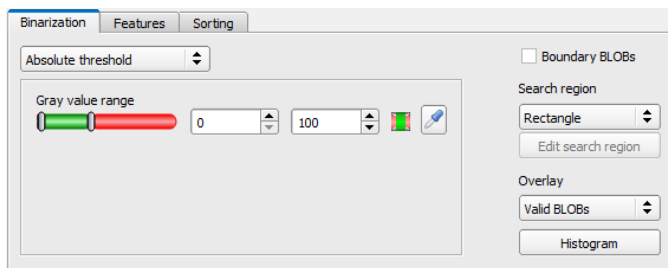 Binarization Features Sorting
Absolute threshold
Boundary BLOBs
Gray value range
0 100
Search region
Rectangle
Edit search region
Overlay
Valid BLOBs
Histogram